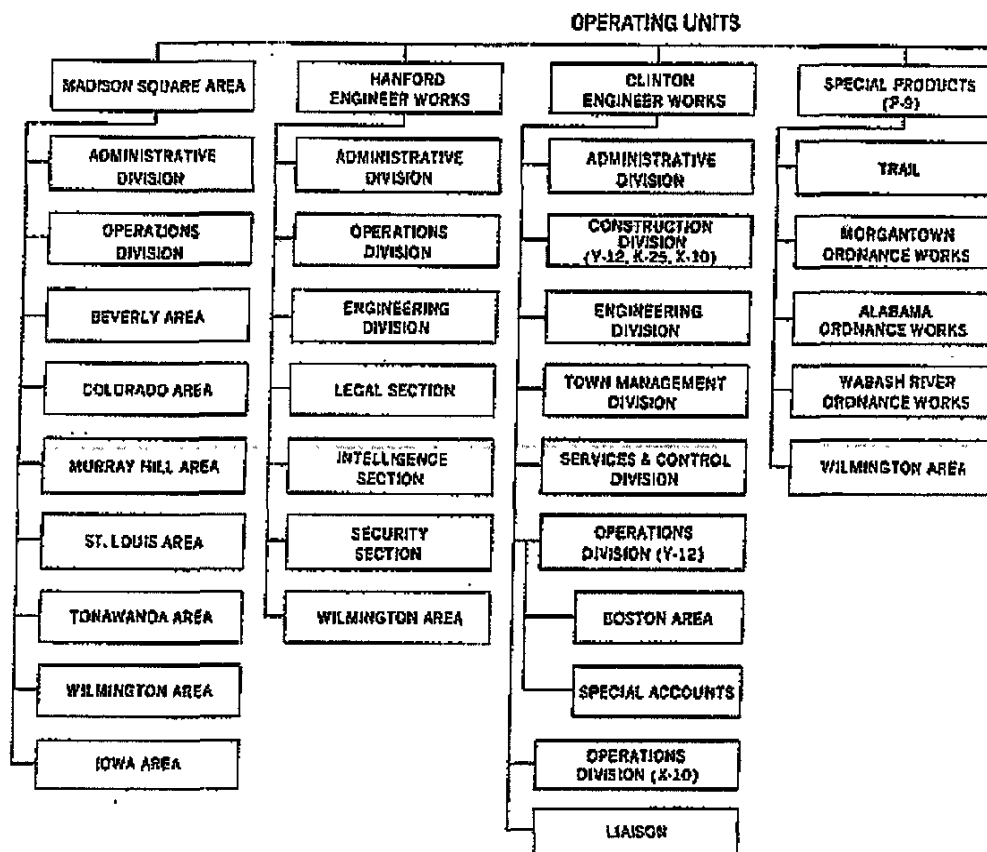 OPERATING UNITS
MADISON SQUARE AREA
ADMINISTRATIVE
DIVISION
OPERATIONS
DIVISION
BEVERLY AREA
COLORADO AREA
MURRAY HILL AREA
ST. LOUIS AREA
TONAWANDA AREA
WILMINGTON AREA
IOWA AREA
HANFORD
ENGINEER WORKS
ADMINISTRATIVE
DIVISION
OPERATIONS
DIVISION
ENGINEERING
DIVISION
LEGAL SECTION
INTELLIGENCE
SECTION
SECURITY
SECTION
WILMINGTON AREA
CLINTON
ENGINEER WORKS
ADMINISTRATIVE
DIVISION
CONSTRUCTION
DIVISION
(Y-12, K-25, X-10)
ENGINEERING
DIVISION
TOWN MANAGEMENT
DIVISION
SERVICES & CONTROL
DIVISION
OPERATIONS
DIVISION (Y-12)
BOSTON AREA
SPECIAL ACCOUNTS
OPERATIONS
DIVISION (X-10)
LIAISON
SPECIAL PRODUCTS
(P-9)
TRAIL
MORGANTOWN
ORDNANCE WORKS
ALABAMA
ORDNANCE WORKS
WABASH RIVER
ORDNANCE WORKS
WILMINGTON AREA